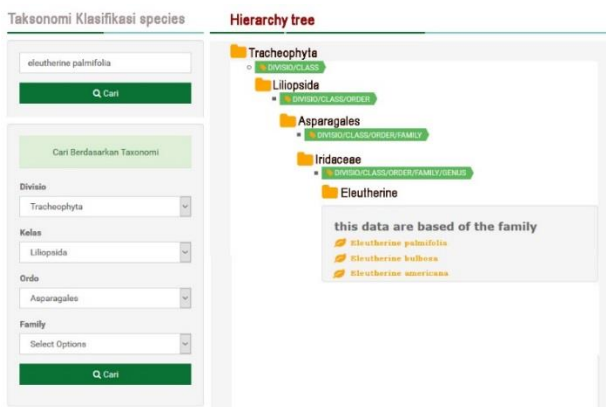 Taksonomi Klasifikasi species
eleutherine palmifolia
Cari
Cari Berdasarkan Taxonomi
Divisio
Tracheophyta
Kelas
Liliopsida
Ordo
Asparagales
Family
Select Options
Cari
Hierarchy tree
Tracheophyta
DIVISIO/CLASS
Liliopsida
DIVISIO/CLASS/ORDER
Asparagales
DIVISIO/CLASS/ORDER/FAMILY
Iridaceae
DIVISIO/CLASS/ORDER/FAMILY/GENUS
Eleutherine
this data are based of the family
Eleutherine palmifolia
Eleutherine bulbosa
Eleutherine americana